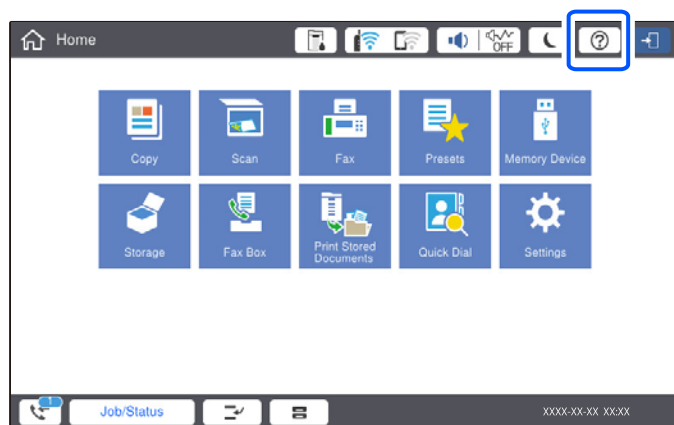 Home
OFF
?
Copy
Scan
Fax
Presets
Memory Device
Storage
Fax Box
Print Stored
Documents
Quick Dial
Settings
1
Job/Status
XXXX-XX-XX XX:XX